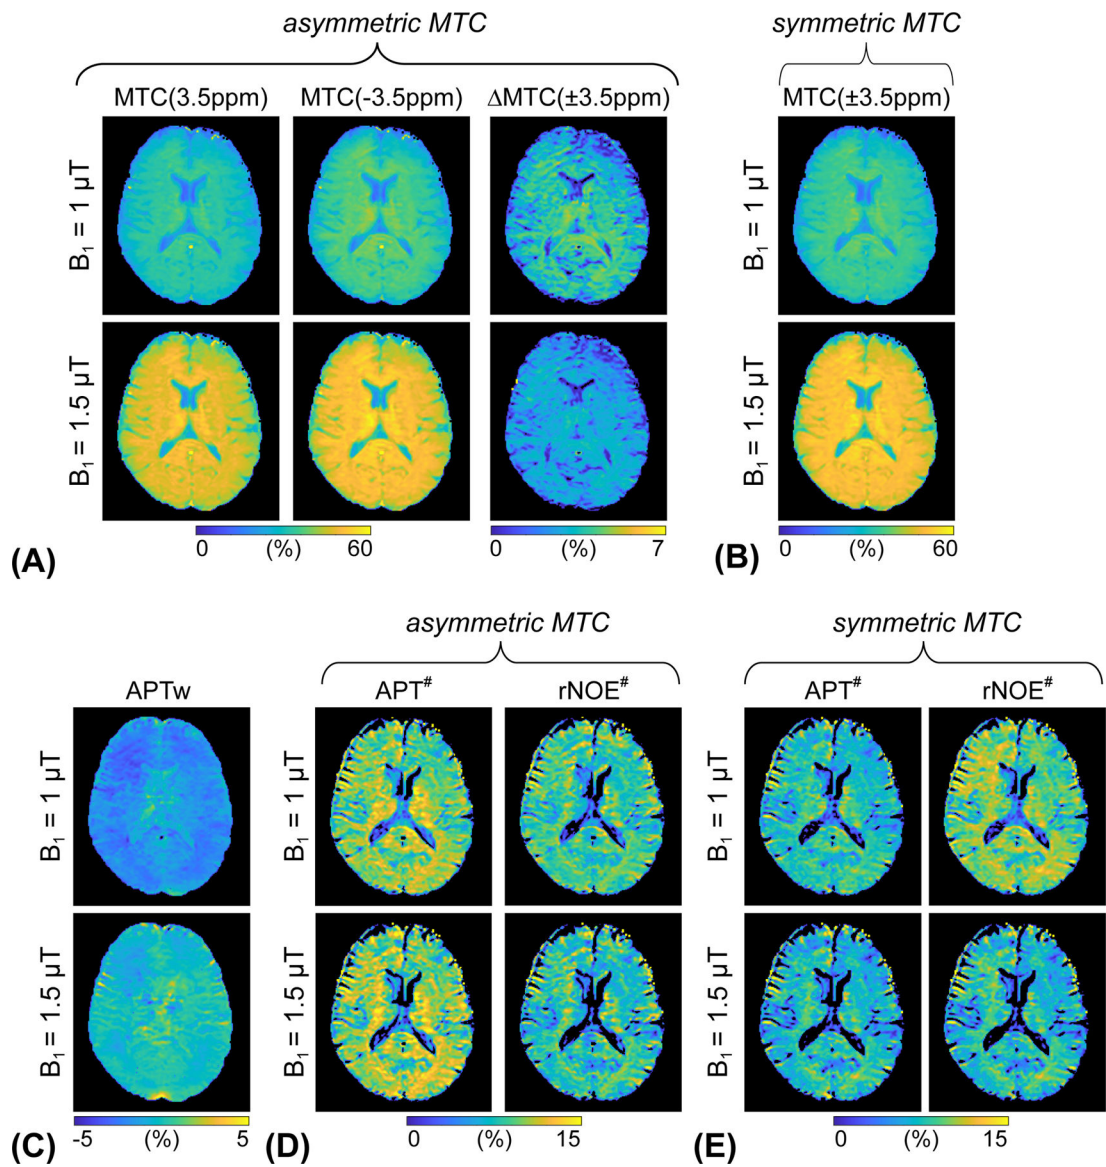 asymmetric MTC
symmetric MTC
MTC(3.5ppm)
MTC(-3.5ppm)
ΔMTC(±3.5ppm)
MTC(±3.5ppm)
B₁ = 1 µT
B₁ = 1 µT
B₁ = 1.5 µT
B₁ = 1.5 µT
0 (%) 60
0 (%) 7
0 (%) 60
(A)
(B)
asymmetric MTC
symmetric MTC
APTw
APT#
rNOE#
APT#
rNOE#
B₁ = 1 µT
B₁ = 1 µT
B₁ = 1 µT
B₁ = 1.5 µT
B₁ = 1.5 µT
B₁ = 1.5 µT
-5 (%) 5
0 (%) 15
0 (%) 15
(C)
(D)
(E)